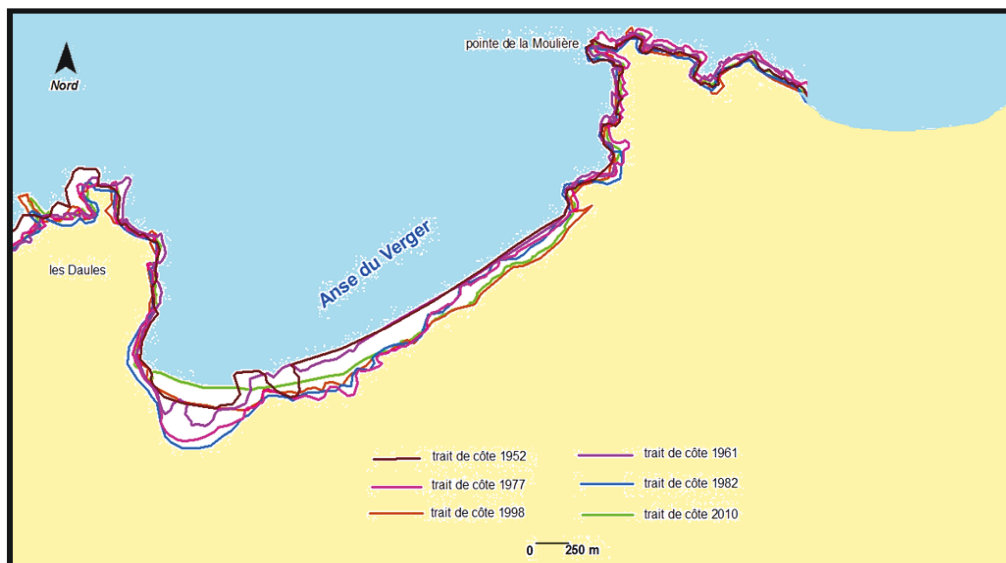 pointe de la Moulière
Nord
Anse du Verger
les Daules
trait de côte 1952
trait de côte 1961
trait de côte 1977
trait de côte 1982
trait de côte 1998
trait de côte 2010
0 250 m